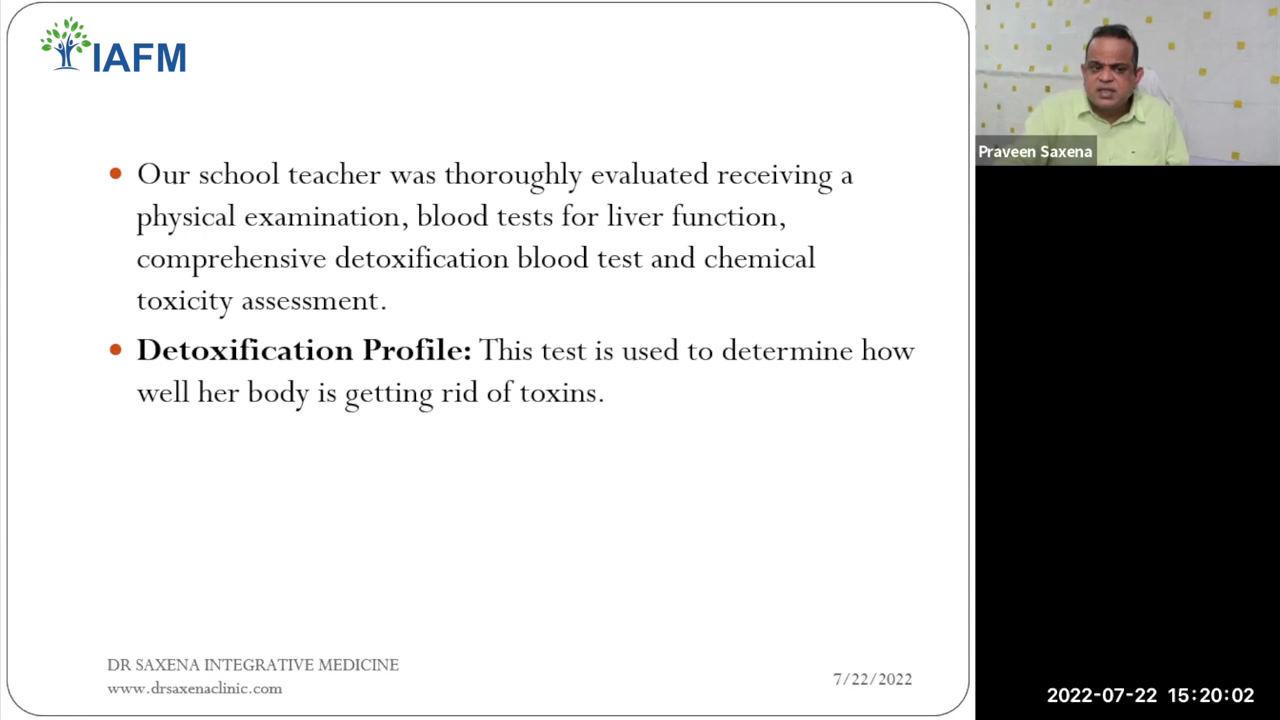 IAFM
• Our school teacher was thoroughly evaluated receiving a
physical examination, blood tests for liver function,
comprehensive detoxification blood test and chemical
toxicity assessment.
• Detoxification Profile: This test is used to determine how
well her body is getting rid of toxins.
DR SAXENA INTEGRATIVE MEDICINE
www.drsaxenaclinic.com
7/22/2022
Praveen Saxena
2022-07-22 15:20:02